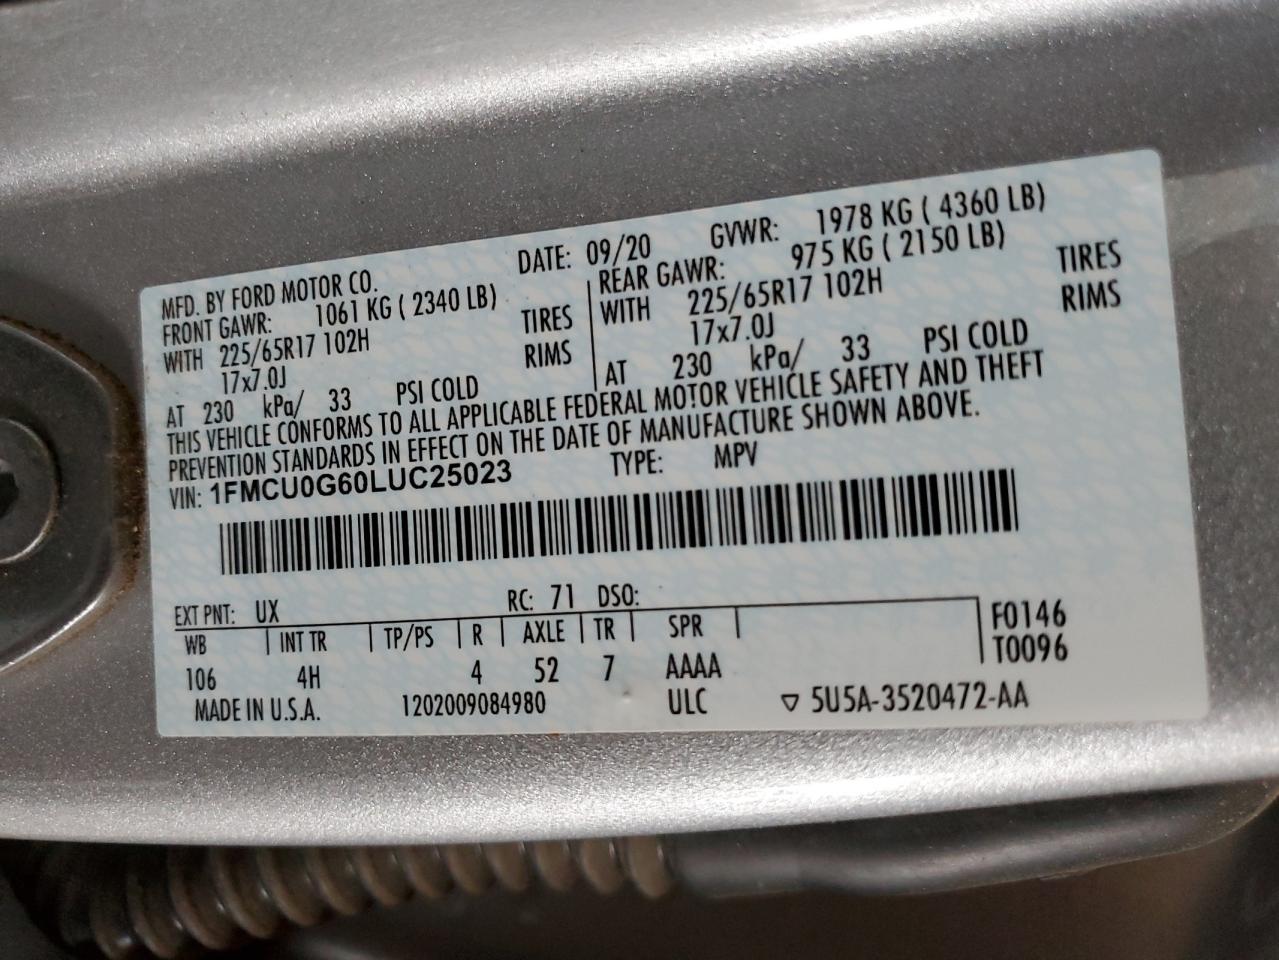 MFD. BY FORD MOTOR CO. DATE: 09/20 GVWR: 1978 KG ( 4360 LB)
FRONT GAWR: 1061 KG ( 2340 LB) REAR GAWR: 975 KG ( 2150 LB)
WITH 225/65R17 102H TIRES WITH 225/65R17 102H TIRES
17x7.0J RIMS 17x7.0J RIMS
AT 230 kPa/ 33 PSI COLD AT 230 kPa/ 33 PSI COLD
THIS VEHICLE CONFORMS TO ALL APPLICABLE FEDERAL MOTOR VEHICLE SAFETY AND THEFT
PREVENTION STANDARDS IN EFFECT ON THE DATE OF MANUFACTURE SHOWN ABOVE.
VIN: 1FMCU0G60LUC25023 TYPE: MPV
EXT PNT: UX RC: 71 DSO:
WB INT TR TP/PS R AXLE TR SPR F0146
106 4H 4 52 7 AAAA T0096
MADE IN U.S.A. 1202009084980 ULC ▽ 5U5A-3520472-AA